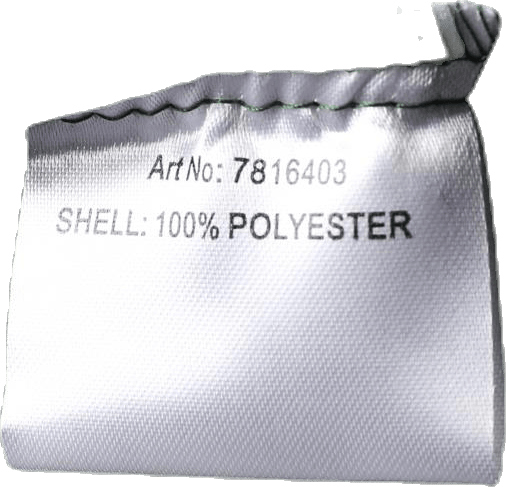 Art No: 7816403
SHELL: 100% POLYESTER